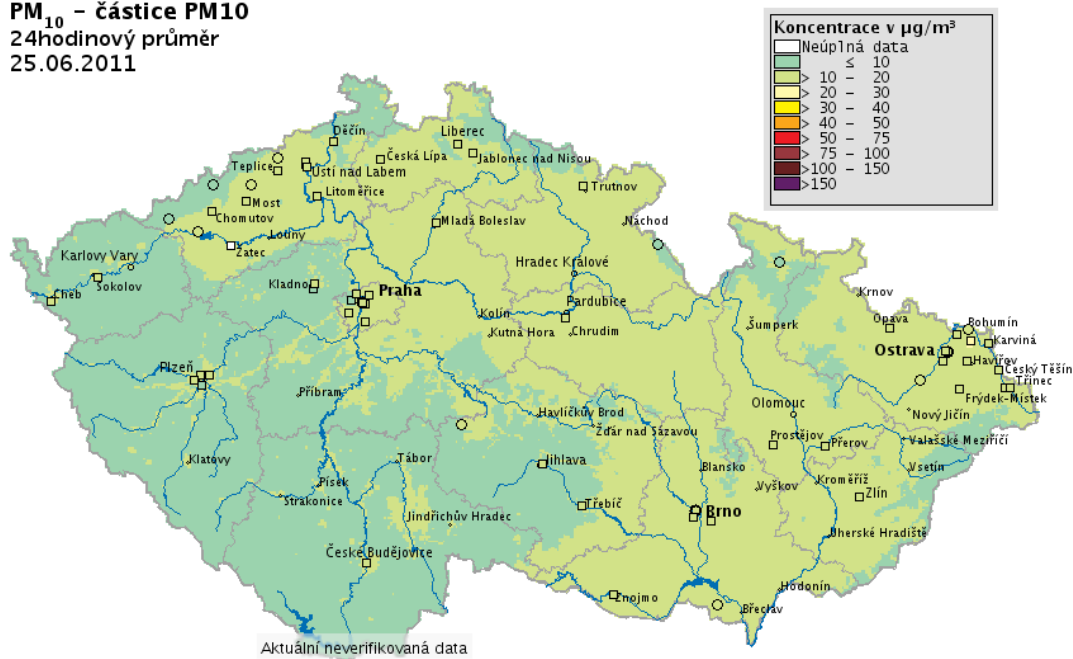 PM10 – částice PM10
24hodinový průměr
25.06.2011
Koncentrace v µg/m³
Neúplná data
≤ 10
> 10 – 20
> 20 – 30
> 30 – 40
> 40 – 50
> 50 – 75
> 75 – 100
>100 – 150
>150
Děčín
Liberec
Teplice
Česká Lípa
Jablonec nad Nisou
Ústí nad Labem
Litoměřice
Trutnov
Most
Chomutov
Mladá Boleslav
Náchod
Louny
Žatec
Karlovy Vary
Hradec Králové
Sokolov
Kladno
Praha
Cheb
Pardubice
Krnov
Kolín
Kutná Hora
Chrudim
Šumperk
Opava
Bohumín
Karviná
Ostrava
Havířov
Český Těšín
Třinec
Plzeň
Příbram
Frýdek-Místek
Olomouc
Havlíčkův Brod
Nový Jičín
Žďár nad Sázavou
Prostějov
Přerov
Valašské Meziříčí
Klatovy
Tábor
Jihlava
Blansko
Vsetín
Písek
Vyškov
Kroměříž
Zlín
Strakonice
Třebíč
Brno
Jindřichův Hradec
Uherské Hradiště
České Budějovice
Hodonín
Znojmo
Břeclav
Aktuální neverifikovaná data